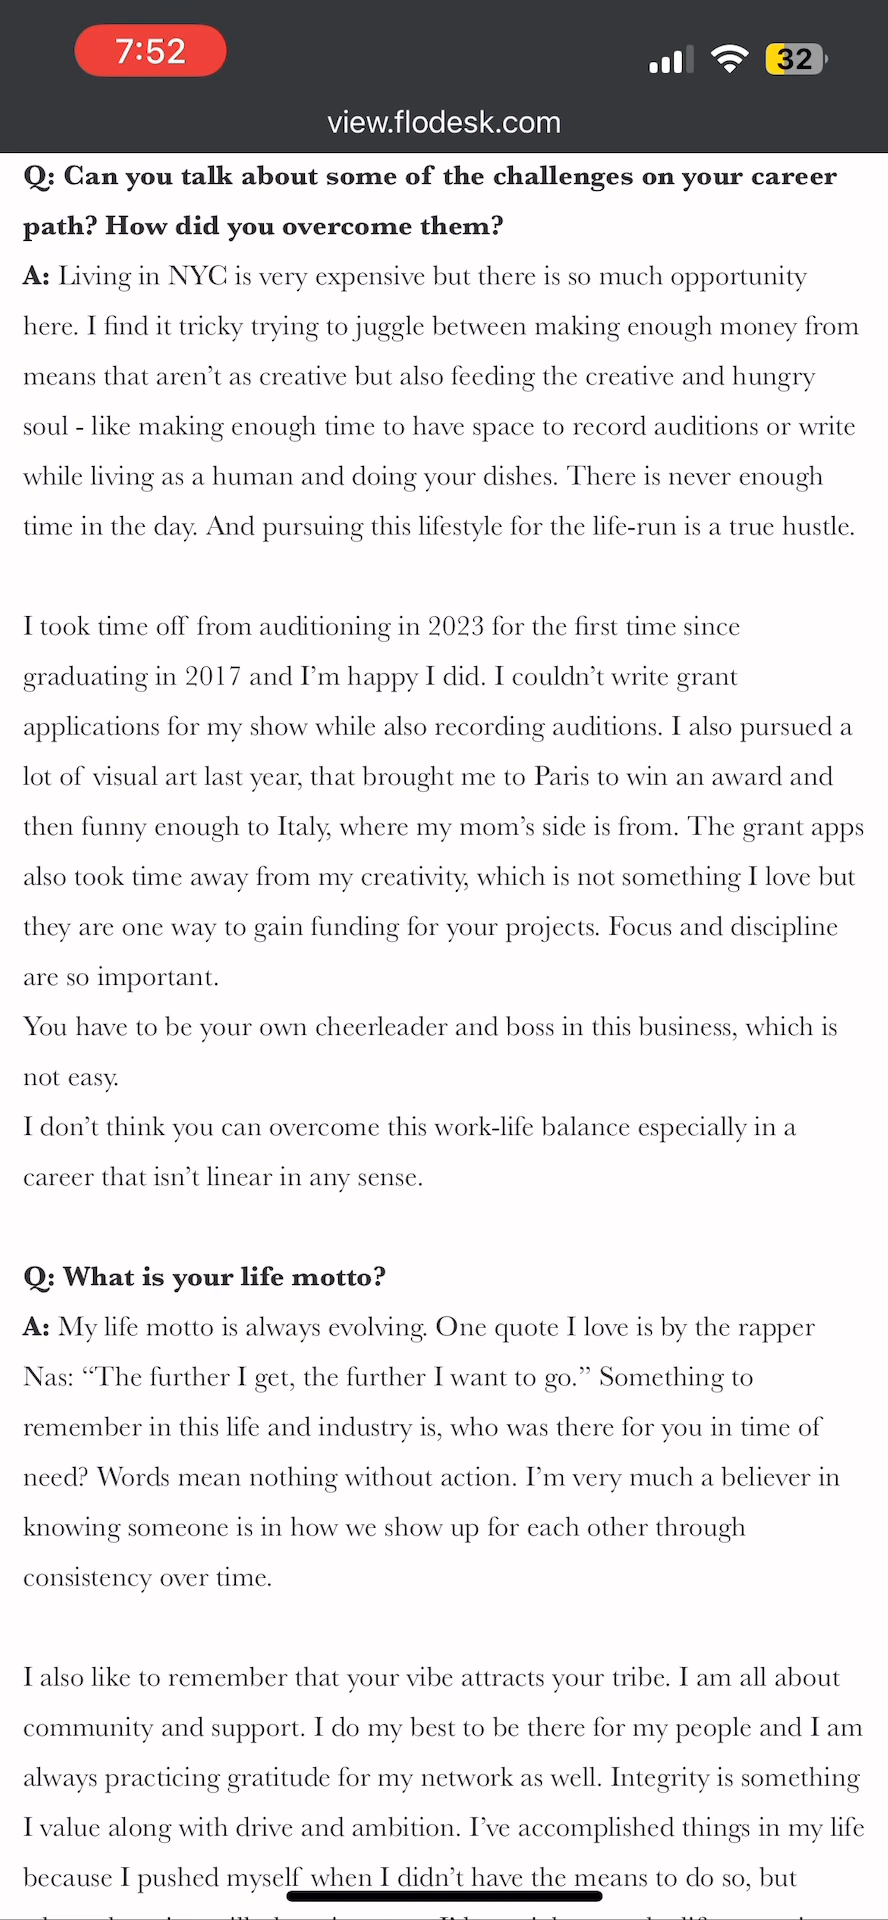 7:52
32
view.flodesk.com
Q: Can you talk about some of the challenges on your career
path? How did you overcome them?
A: Living in NYC is very expensive but there is so much opportunity
here. I find it tricky trying to juggle between making enough money from
means that aren’t as creative but also feeding the creative and hungry
soul - like making enough time to have space to record auditions or write
while living as a human and doing your dishes. There is never enough
time in the day. And pursuing this lifestyle for the life-run is a true hustle.
I took time off from auditioning in 2023 for the first time since
graduating in 2017 and I’m happy I did. I couldn’t write grant
applications for my show while also recording auditions. I also pursued a
lot of visual art last year, that brought me to Paris to win an award and
then funny enough to Italy, where my mom’s side is from. The grant apps
also took time away from my creativity, which is not something I love but
they are one way to gain funding for your projects. Focus and discipline
are so important.
You have to be your own cheerleader and boss in this business, which is
not easy.
I don’t think you can overcome this work-life balance especially in a
career that isn’t linear in any sense.
Q: What is your life motto?
A: My life motto is always evolving. One quote I love is by the rapper
Nas: “The further I get, the further I want to go.” Something to
remember in this life and industry is, who was there for you in time of
need? Words mean nothing without action. I’m very much a believer in
knowing someone is in how we show up for each other through
consistency over time.
I also like to remember that your vibe attracts your tribe. I am all about
community and support. I do my best to be there for my people and I am
always practicing gratitude for my network as well. Integrity is something
I value along with drive and ambition. I’ve accomplished things in my life
because I pushed myself when I didn’t have the means to do so, but